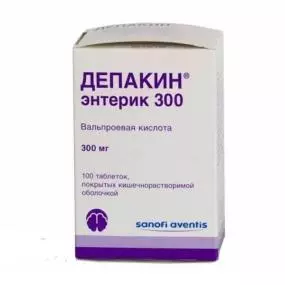 ДЕПАКИН®
энтерик 300
Вальпроевая кислота
300 мг
100 таблеток,
покрытых кишечнорастворимой
оболочкой
sanofi aventis